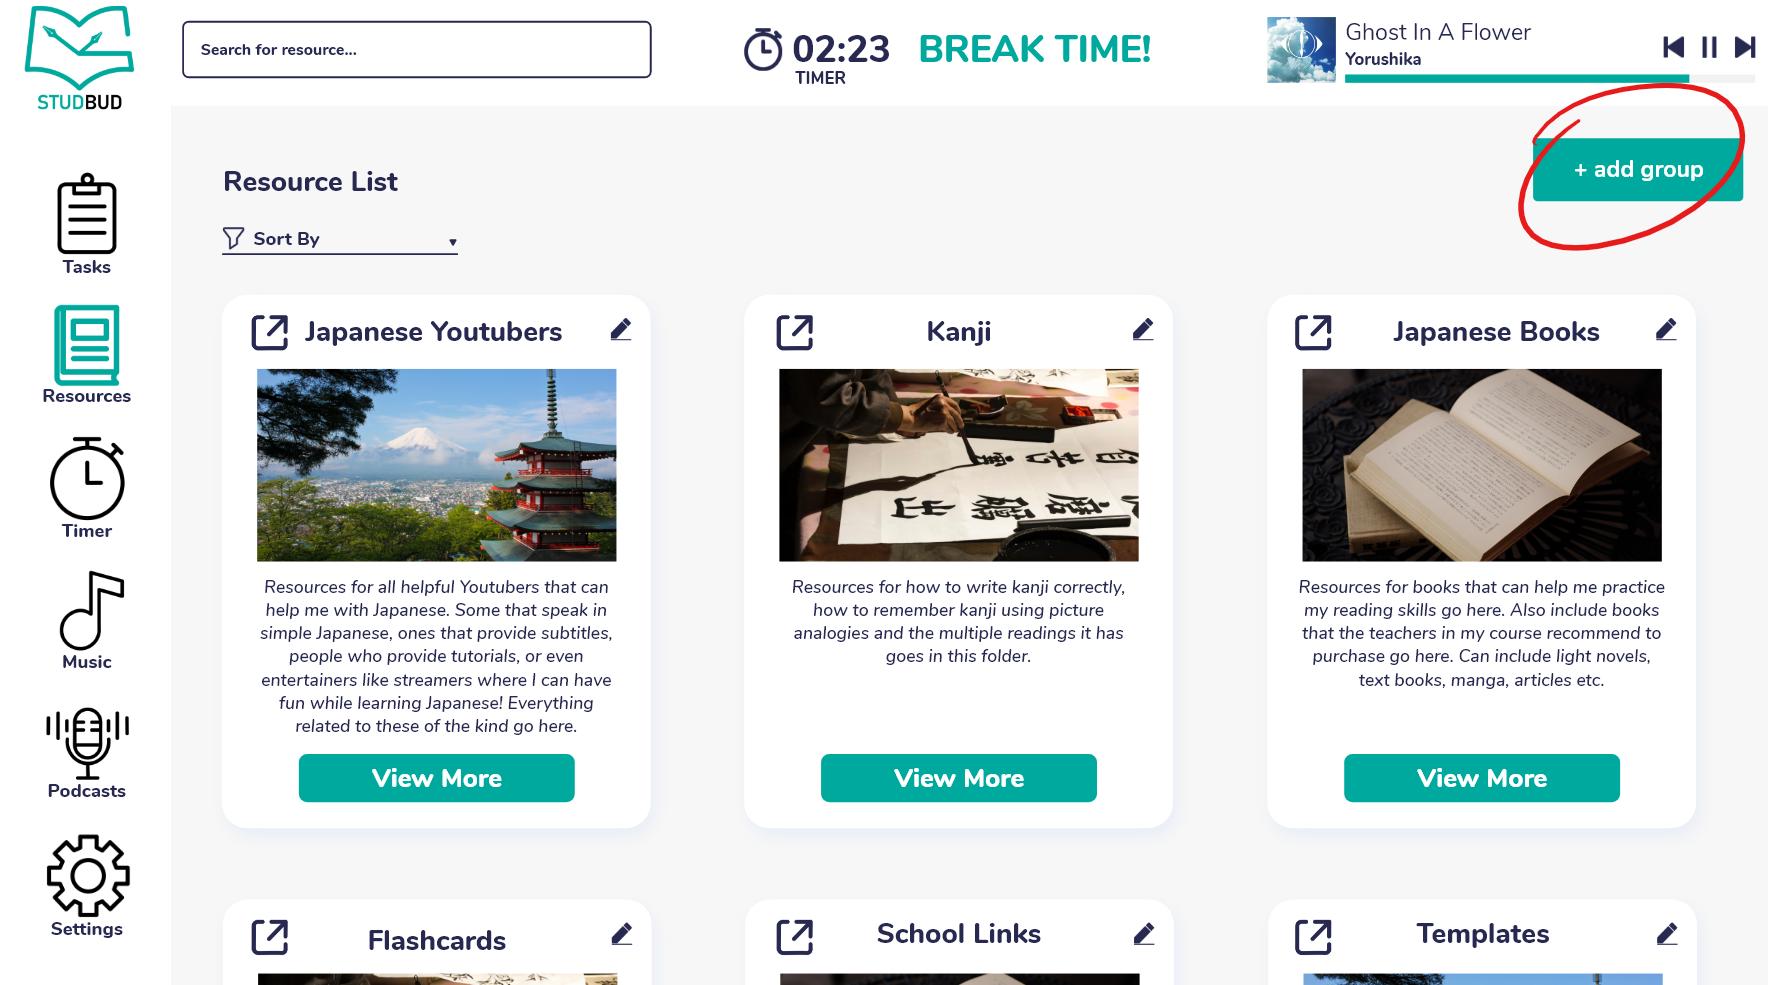 STUDBUD
Search for resource...
02:23
TIMER
BREAK TIME!
Ghost In A Flower
Yorushika
Tasks
Resources
Timer
Music
Podcasts
Settings
Resource List
+ add group
Sort By
Japanese Youtubers
Resources for all helpful Youtubers that can
help me with Japanese. Some that speak in
simple Japanese, ones that provide subtitles,
people who provide tutorials, or even
entertainers like streamers where I can have
fun while learning Japanese! Everything
related to these of the kind go here.
View More
Kanji
Resources for how to write kanji correctly,
how to remember kanji using picture
analogies and the multiple readings it has
goes in this folder.
View More
Japanese Books
Resources for books that can help me practice
my reading skills go here. Also include books
that the teachers in my course recommend to
purchase go here. Can include light novels,
text books, manga, articles etc.
View More
Flashcards
School Links
Templates